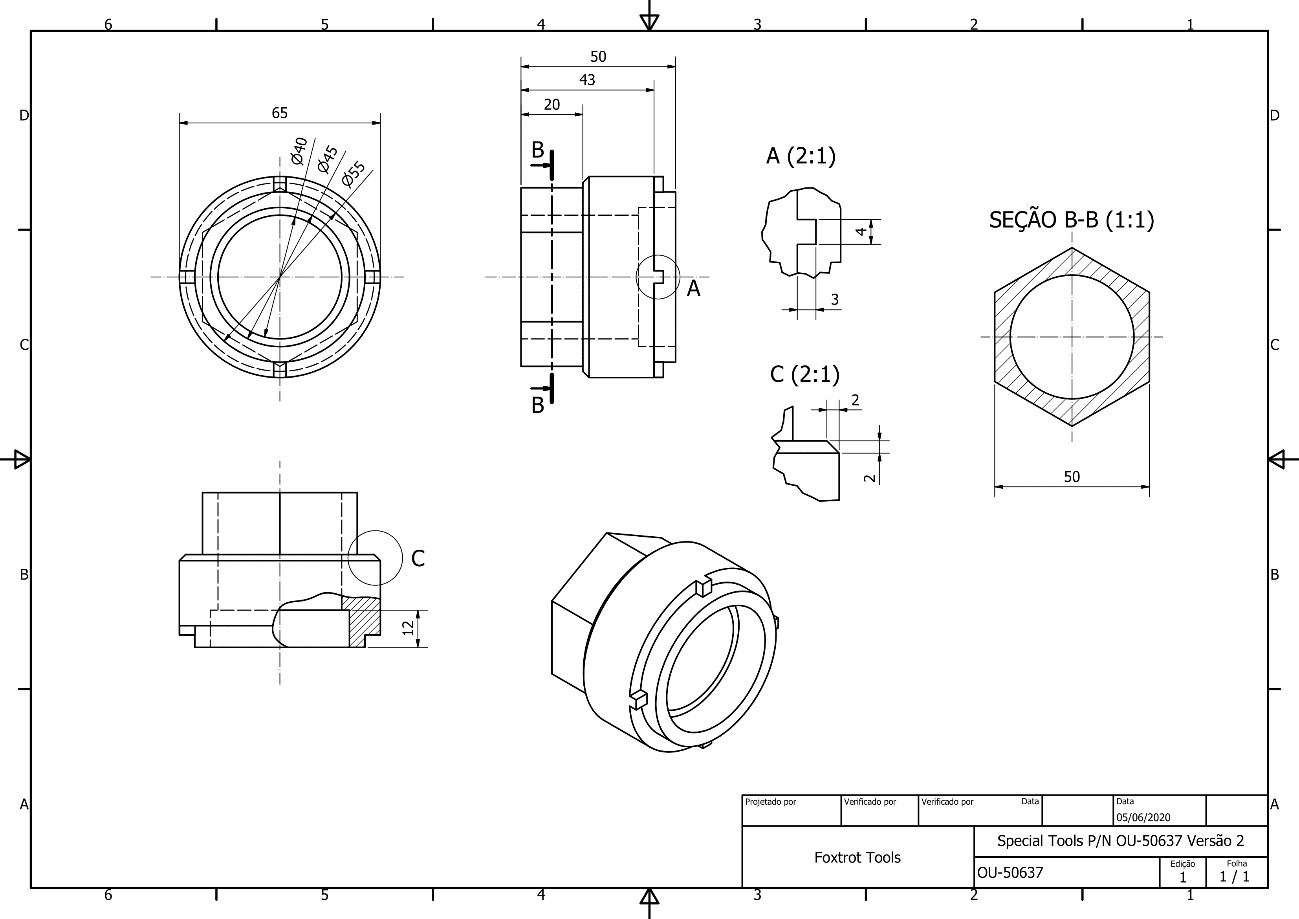 6 5 4 3 2 1
D
D
50
43
20
65
Ø40
Ø45
Ø55
B
A (2:1)
SEÇÃO B-B (1:1)
4
A
3
C
C
C (2:1)
B
2
2
50
C
12
B
B
A
A
Projetado por
Verificado por
Verificado por
Data
Data
05/06/2020
Foxtrot Tools
Special Tools P/N OU-50637 Versão 2
OU-50637
Edição
1
Folha
1 / 1
6 5 4 3 2 1